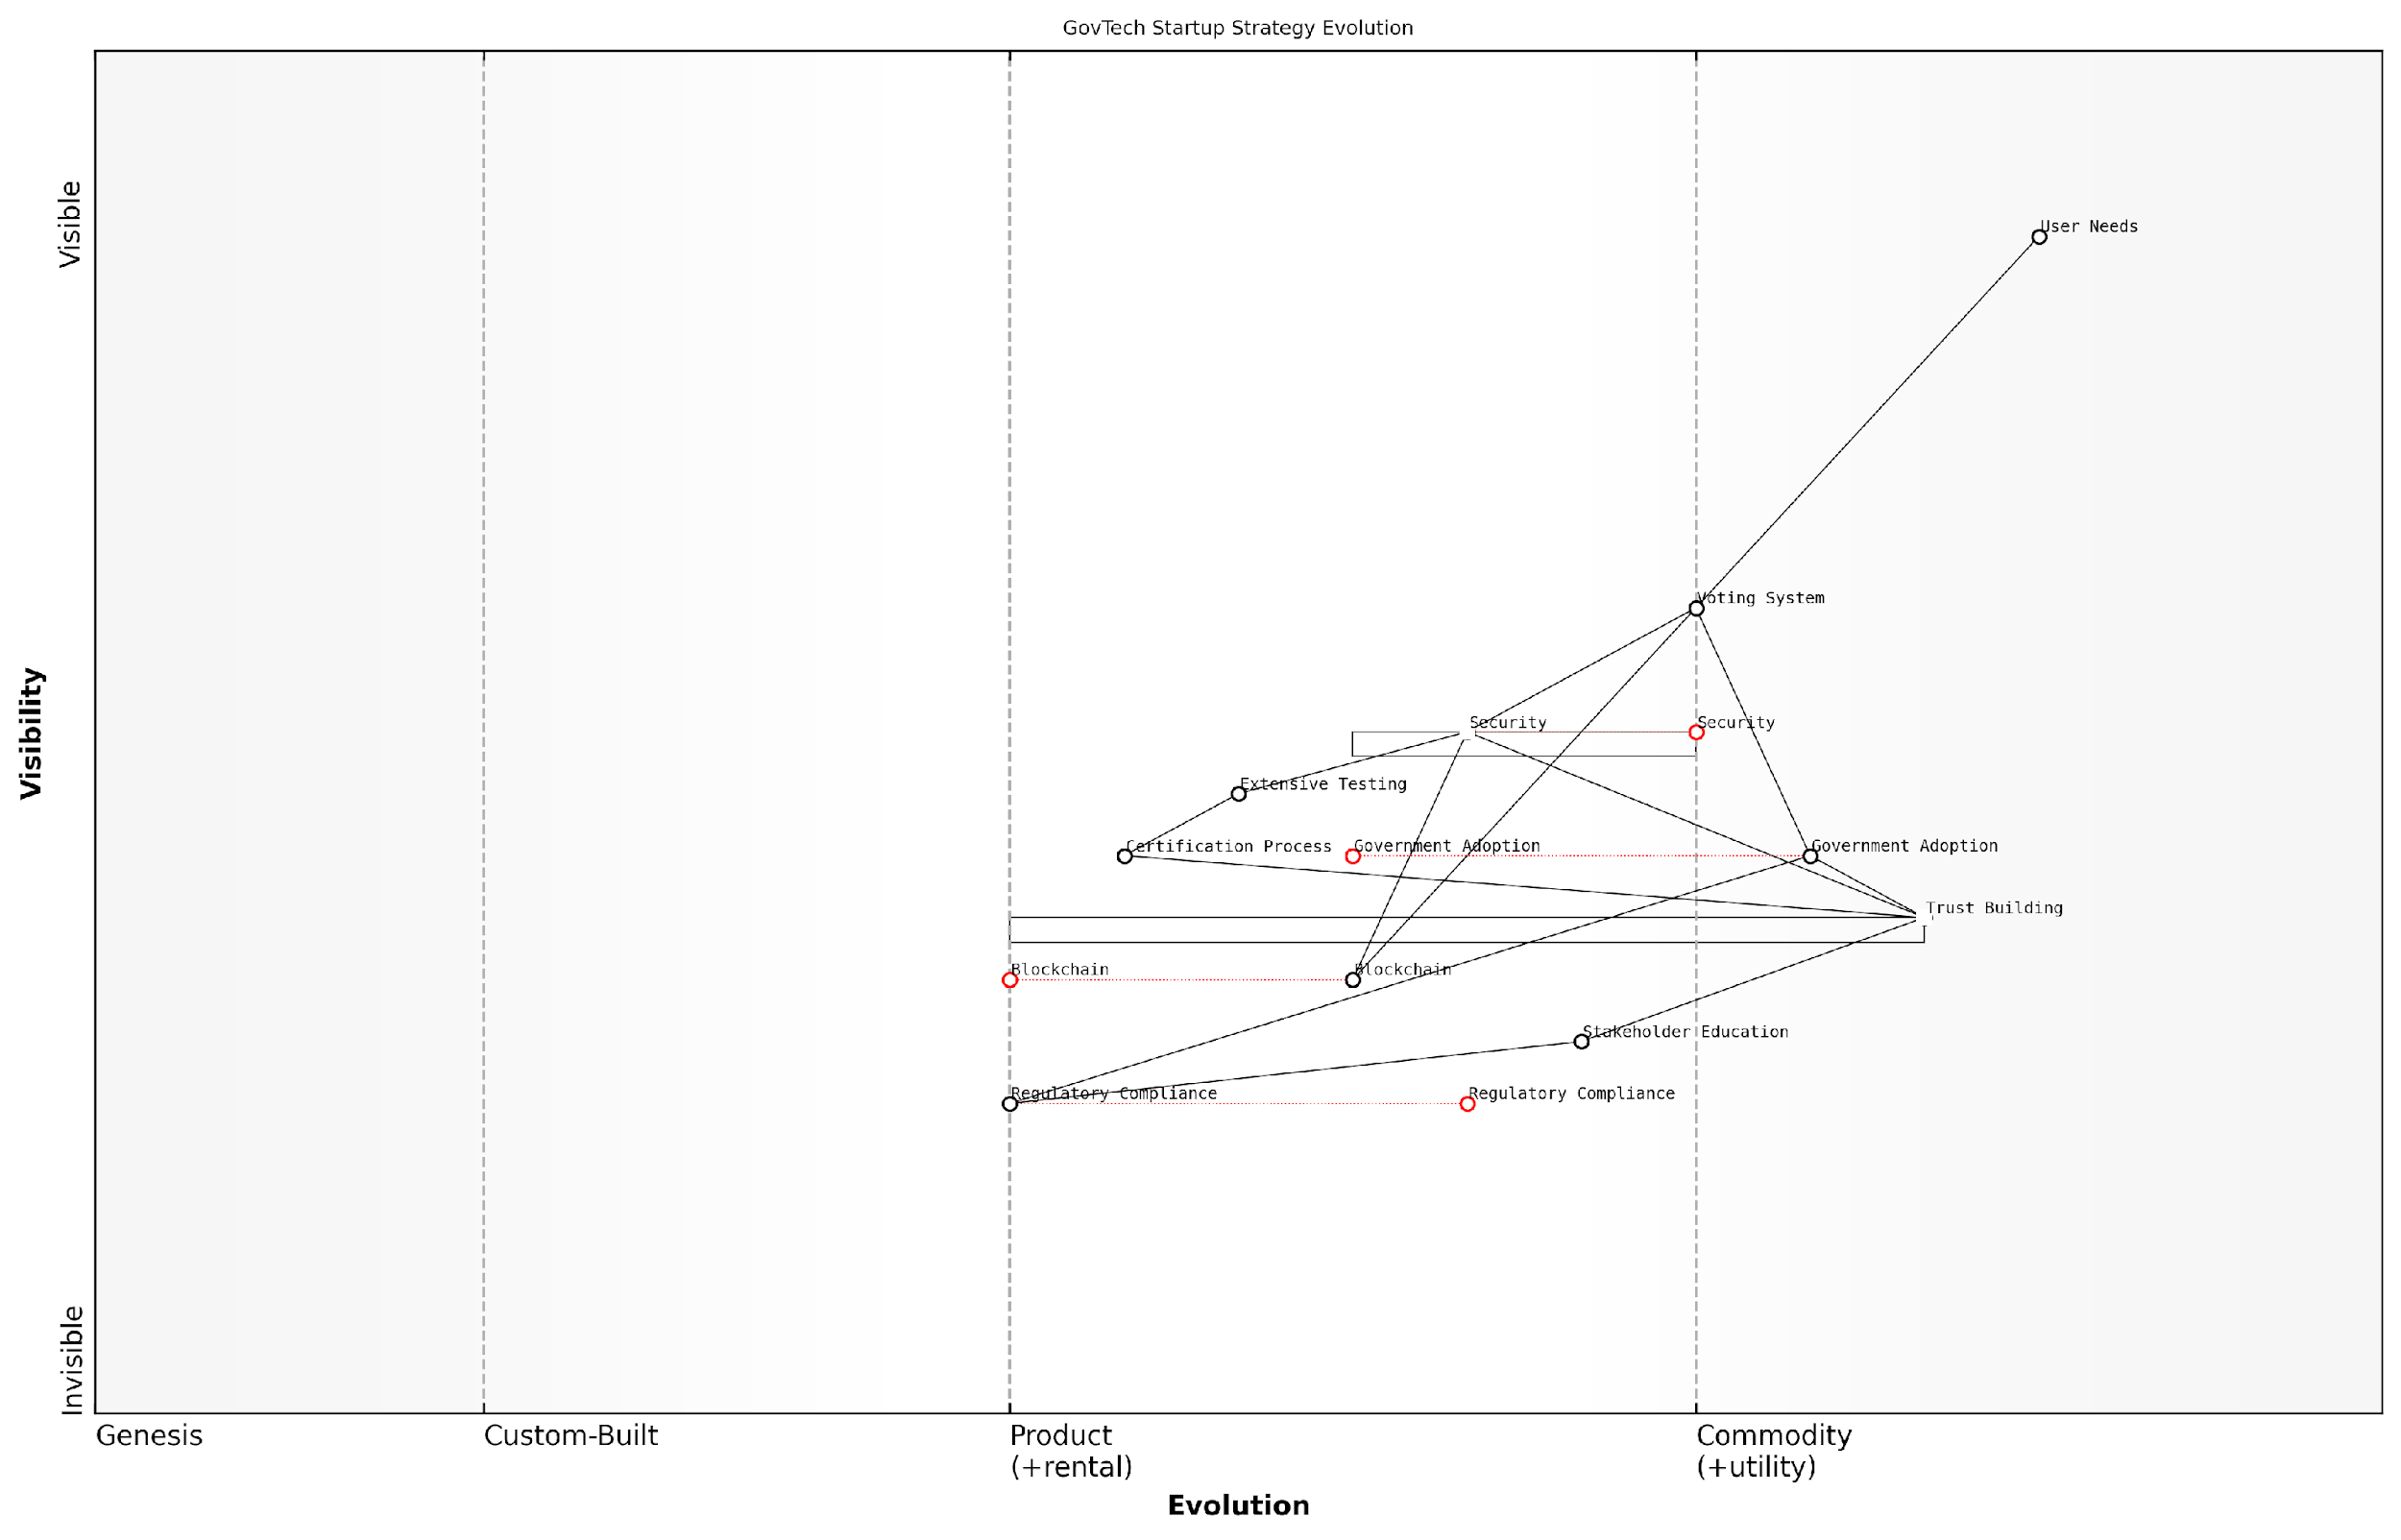 GovTech Startup Strategy Evolution
Visible
Visibility
Invisible
User Needs
Voting System
Security
Security
Extensive Testing
Certification Process
Government Adoption
Government Adoption
Trust Building
Blockchain
Blockchain
Stakeholder Education
Regulatory Compliance
Regulatory Compliance
Genesis
Custom-Built
Product
(+rental)
Commodity
(+utility)
Evolution